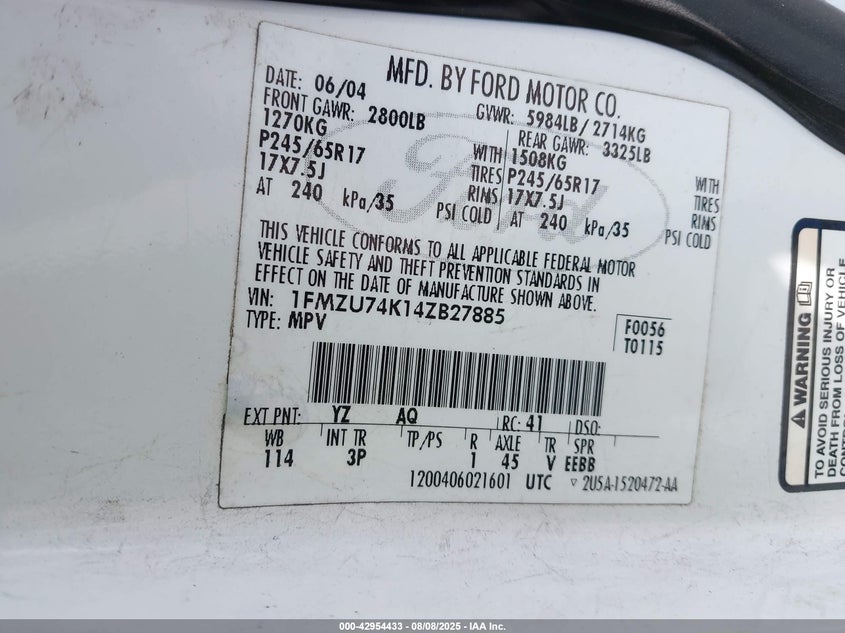 MFD. BY FORD MOTOR CO.
DATE: 06/04 GVWR: 5984LB/ 2714KG
FRONT GAWR: 2800LB REAR GAWR: 3325LB
1270KG WITH 1508KG WITH
P245/65R17 TIRES P245/65R17 TIRES
17X7.5J RIMS 17X7.5J RIMS
AT 240 kPa/35 PSI COLD AT 240 kPa/35 PSI COLD
Ford
THIS VEHICLE CONFORMS TO ALL APPLICABLE FEDERAL MOTOR
VEHICLE SAFETY AND THEFT PREVENTION STANDARDS IN
EFFECT ON THE DATE OF MANUFACTURE SHOWN ABOVE.
VIN: 1FMZU74K14ZB27885
TYPE: MPV
F0056
T0115
EXT PNT: YZ AQ RC: 41 DSO:
WB INT TR TP/PS R AXLE TR SPR
114 3P 1 45 V EEBB
1200406021601 UTC ▽ 2U5A-1520472-AA
WARNING
TO AVOID SERIOUS INJURY OR
DEATH FROM LOSS OF VEHICLE
000-42954433 - 08/08/2025 - IAA Inc.